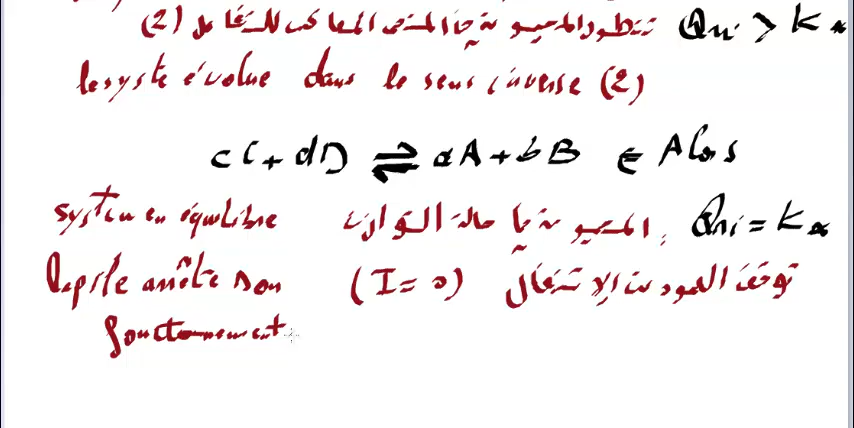 Qri > K تتطور المجموعة في المنحى المعاكس للتفاعل (2)
le syste évolue dans le sens inverse (2)
cC + dD ⇌ aA + bB ⇐ Alors
Qri = K المجموعة في حالة التوازن system en équilibre
توقف العمود عن الاشتغال (I = 0) La pile arrête son
fonctionnement